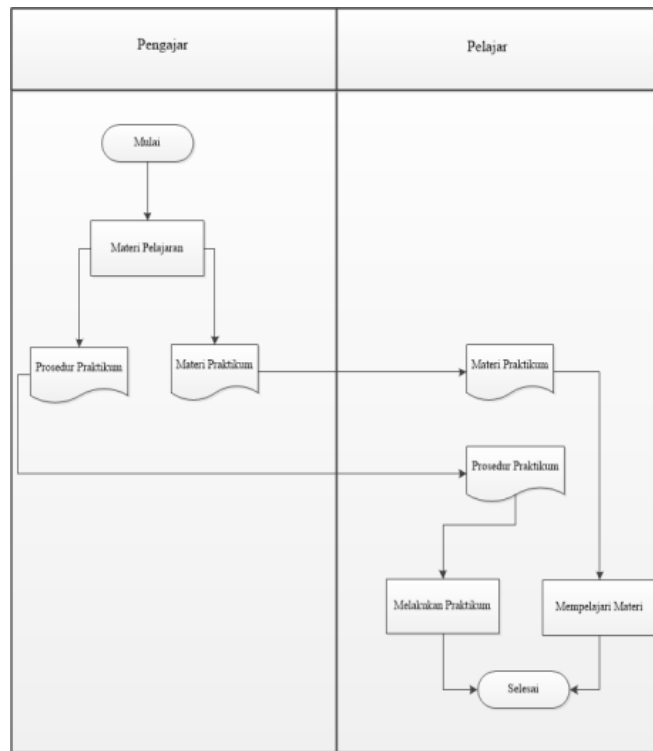 Pengajar
Pelajar
Mulai
Materi Pelajaran
Prosedur Praktikum
Materi Praktikum
Materi Praktikum
Prosedur Praktikum
Melakukan Praktikum
Mempelajari Materi
Selesai